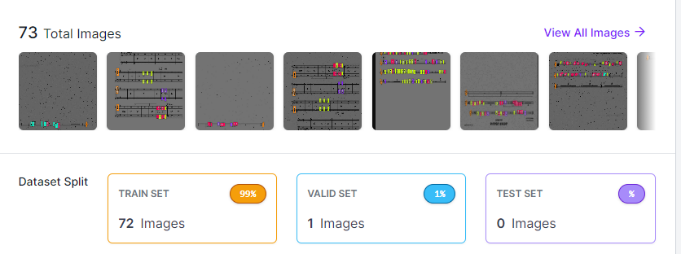 73 Total Images
View All Images →
Dataset Split
TRAIN SET
99%
72 Images
VALID SET
1%
1 Images
TEST SET
%
0 Images